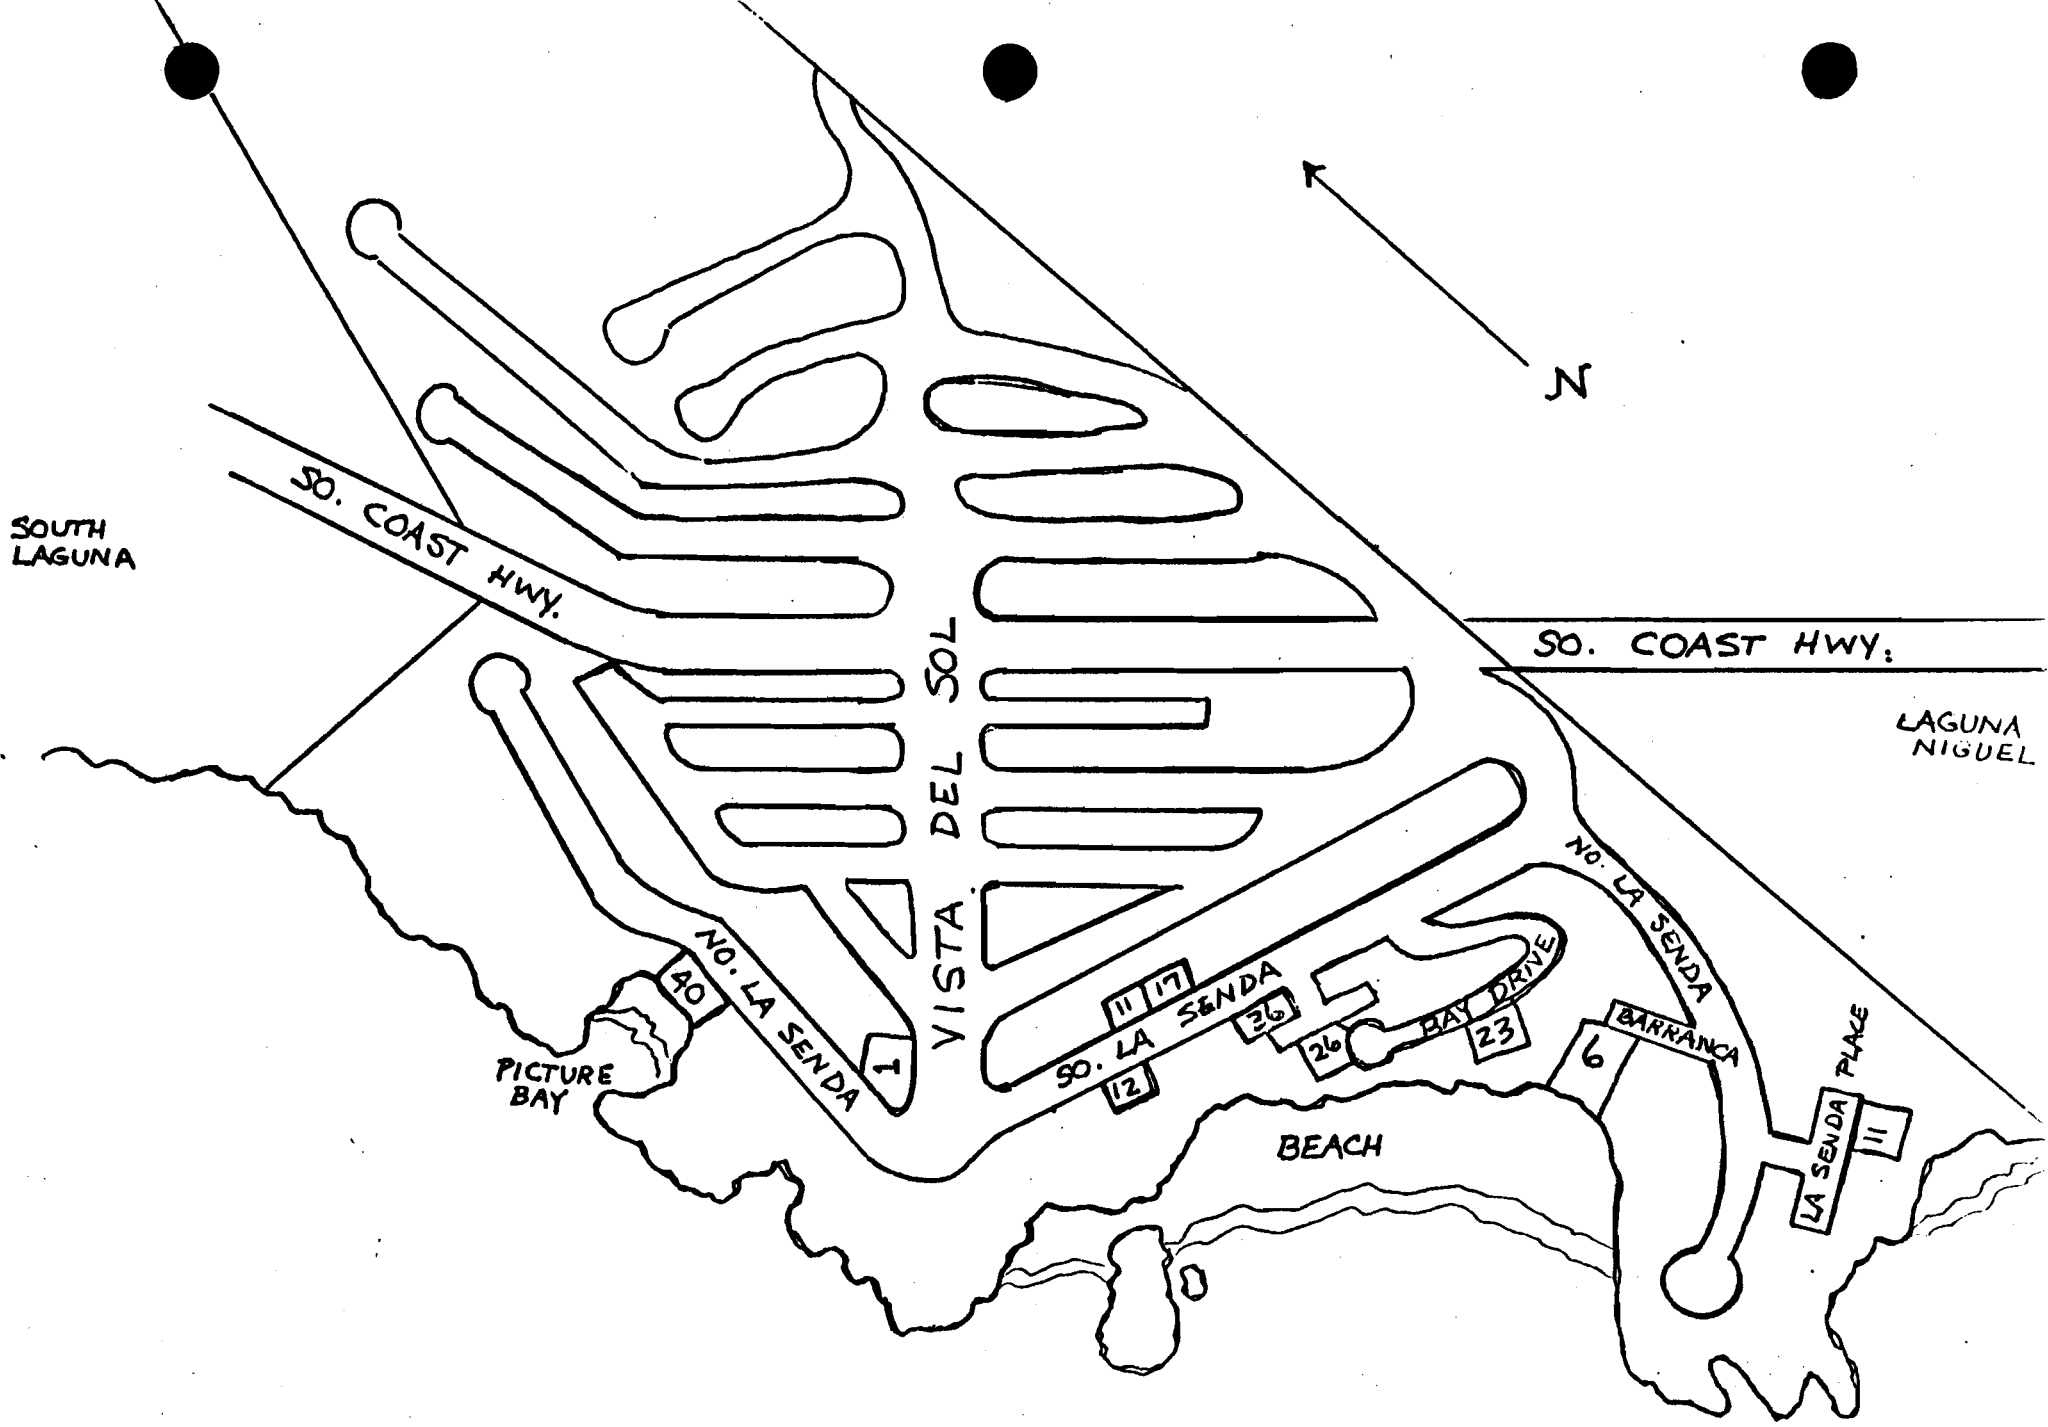 N
SO. COAST HWY.
SOUTH
LAGUNA
SO. COAST HWY.
LAGUNA
NIGUEL
VISTA DEL SOL
NO. LA SENDA
NO. LA SENDA
40
PICTURE
BAY
1
11
17
SO. LA SENDA
12
36
26
BAY DRIVE
23
BARRANCA
6
LA SENDA PLACE
11
BEACH